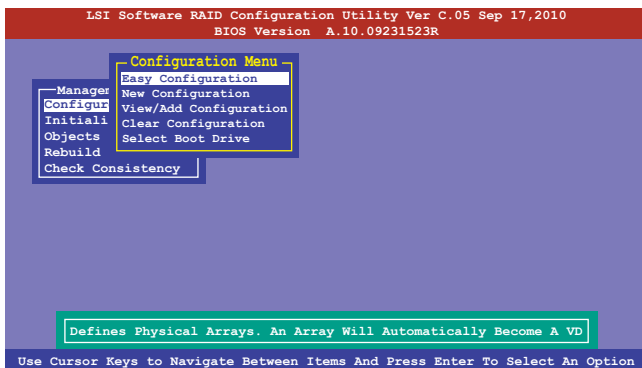 LSI Software RAID Configuration Utility Ver C.05 Sep 17,2010
BIOS Version A.10.09231523R
Configuration Menu
Easy Configuration
New Configuration
View/Add Configuration
Clear Configuration
Select Boot Drive
Managem
Configur
Initiali
Objects
Rebuild
Check Consistency
Defines Physical Arrays. An Array Will Automatically Become A VD
Use Cursor Keys to Navigate Between Items And Press Enter To Select An Option